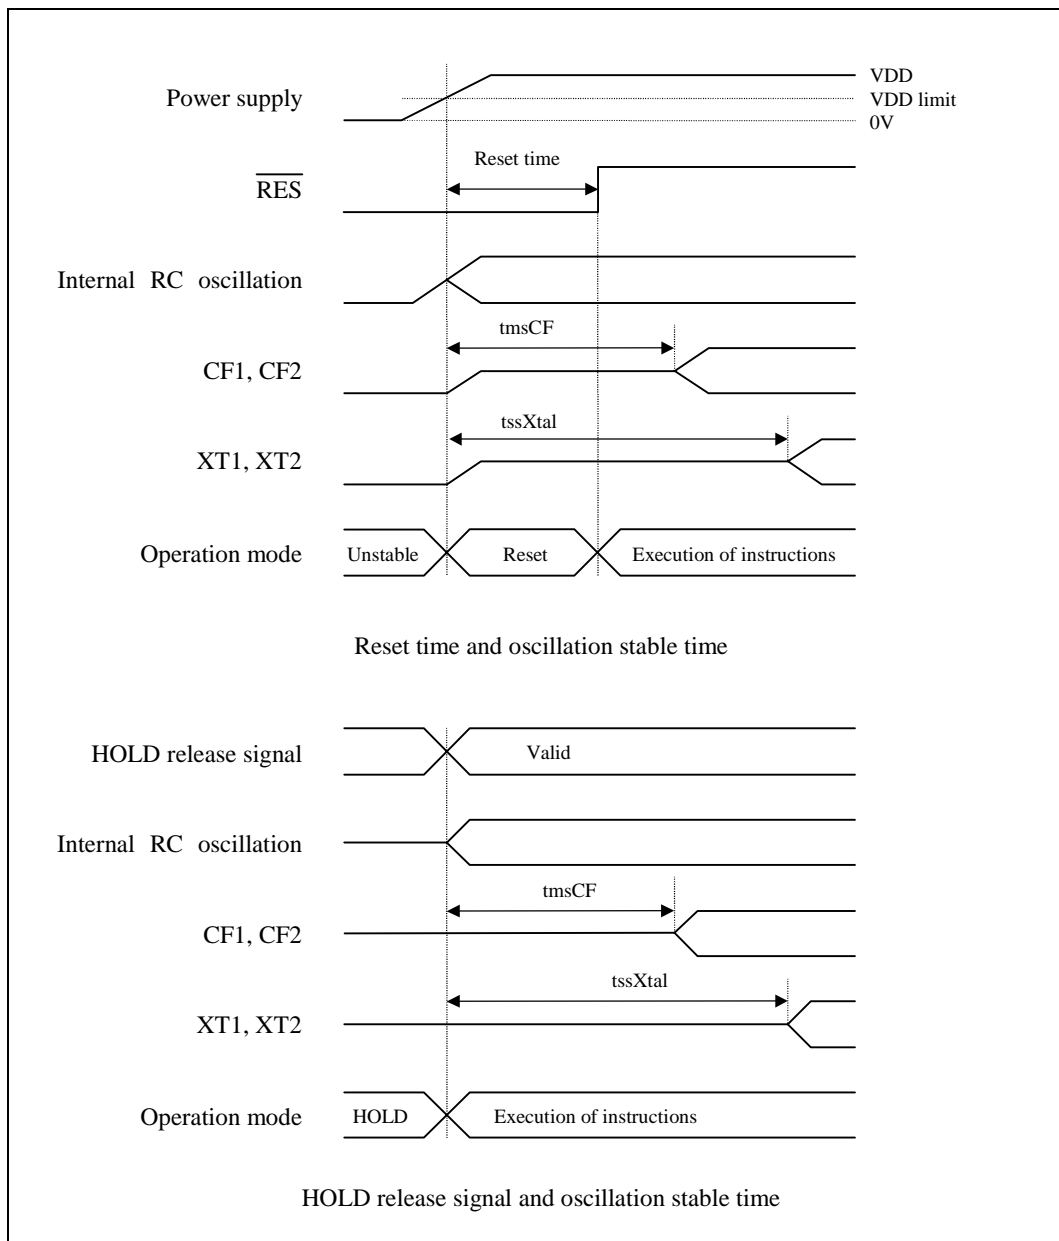 Power supply
VDD
VDD limit
0V
Reset time
RES
Internal RC oscillation
tmsCF
CF1, CF2
tssXtal
XT1, XT2
Operation mode
Unstable
Reset
Execution of instructions
Reset time and oscillation stable time
HOLD release signal
Valid
Internal RC oscillation
tmsCF
CF1, CF2
tssXtal
XT1, XT2
Operation mode
HOLD
Execution of instructions
HOLD release signal and oscillation stable time